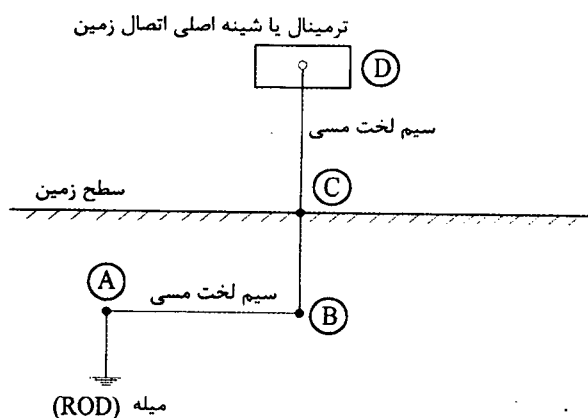 ترمینال یا شینه اصلی اتصال زمین
D
سیم لخت مسی
C
سطح زمین
A
سیم لخت مسی
B
میله (ROD)